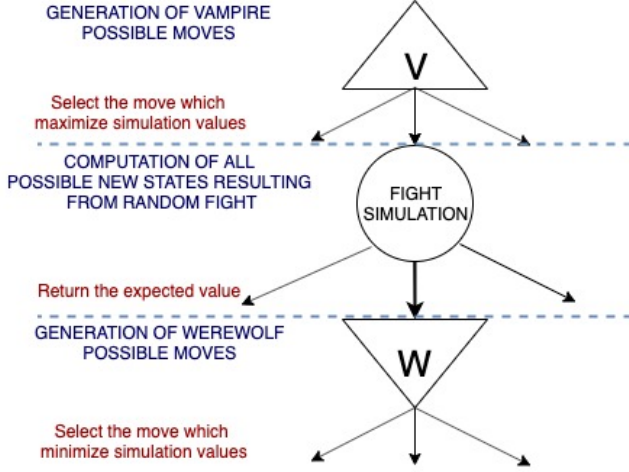 GENERATION OF VAMPIRE
POSSIBLE MOVES
V
Select the move which
maximize simulation values
COMPUTATION OF ALL
POSSIBLE NEW STATES RESULTING
FROM RANDOM FIGHT
FIGHT
SIMULATION
Return the expected value
GENERATION OF WEREWOLF
POSSIBLE MOVES
W
Select the move which
minimize simulation values